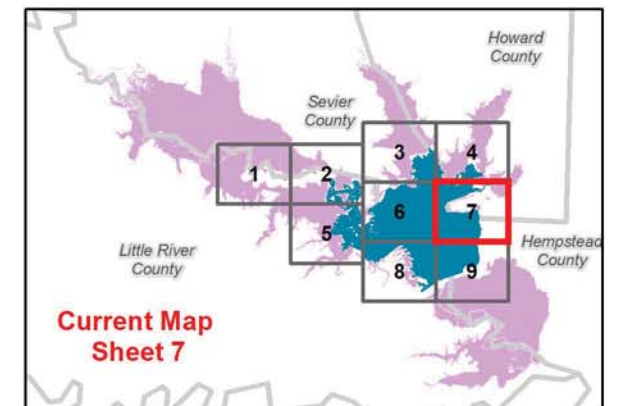 Howard
County
Sevier
County
3
4
1
2
6
7
5
Hempstead
County
Little River
County
8
9
Current Map
Sheet 7